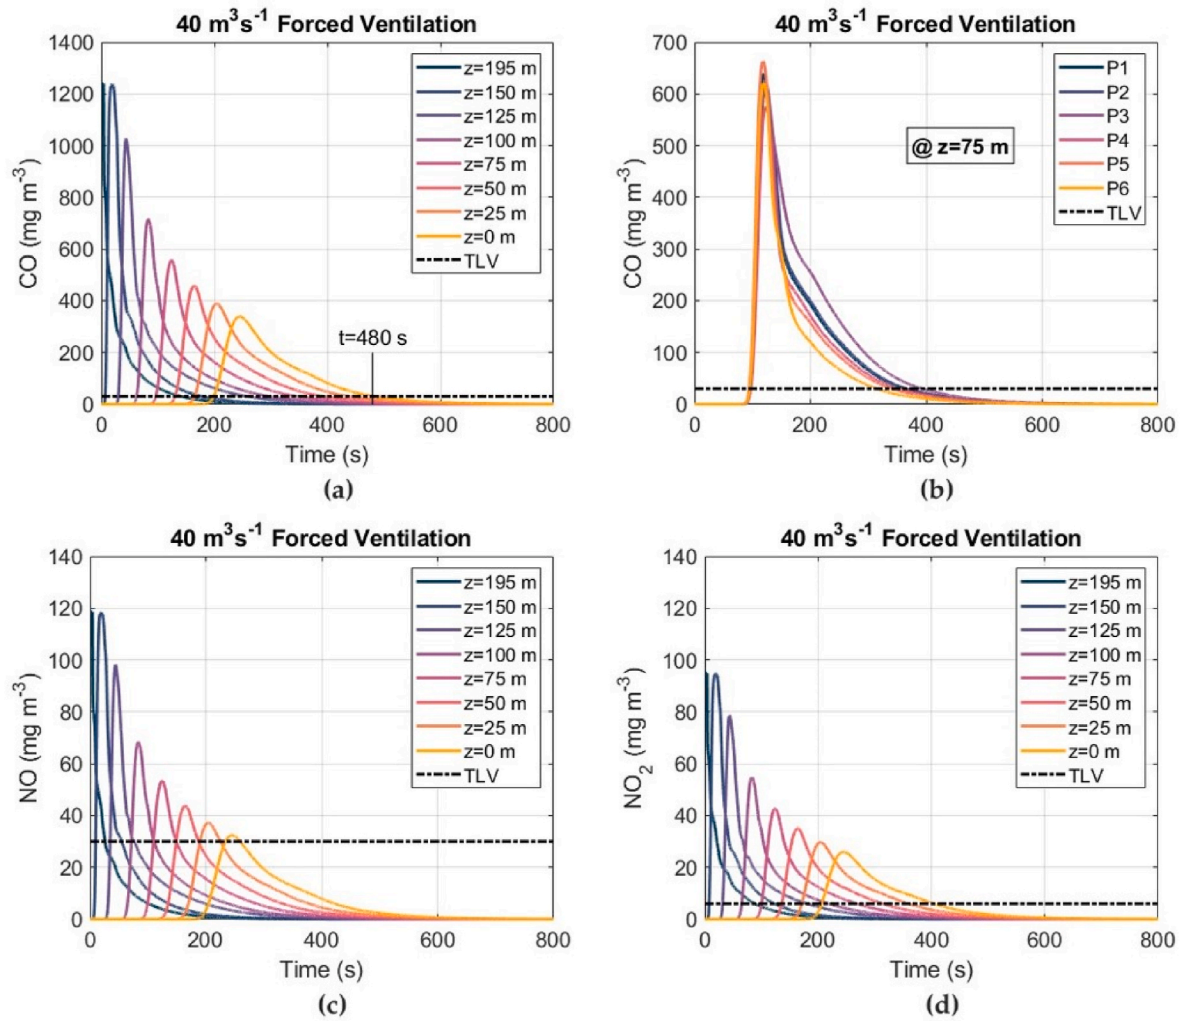 40 m³s⁻¹ Forced Ventilation
1400
1200
1000
800
600
400
200
0
CO (mg m⁻³)
z=195 m
z=150 m
z=125 m
z=100 m
z=75 m
z=50 m
z=25 m
z=0 m
TLV
t=480 s
0 200 400 600 800
Time (s)
(a)
40 m³s⁻¹ Forced Ventilation
700
600
500
400
300
200
100
0
CO (mg m⁻³)
@ z=75 m
P1
P2
P3
P4
P5
P6
TLV
0 200 400 600 800
Time (s)
(b)
40 m³s⁻¹ Forced Ventilation
140
120
100
80
60
40
20
0
NO (mg m⁻³)
z=195 m
z=150 m
z=125 m
z=100 m
z=75 m
z=50 m
z=25 m
z=0 m
TLV
0 200 400 600 800
Time (s)
(c)
40 m³s⁻¹ Forced Ventilation
140
120
100
80
60
40
20
0
NO₂ (mg m⁻³)
z=195 m
z=150 m
z=125 m
z=100 m
z=75 m
z=50 m
z=25 m
z=0 m
TLV
0 200 400 600 800
Time (s)
(d)